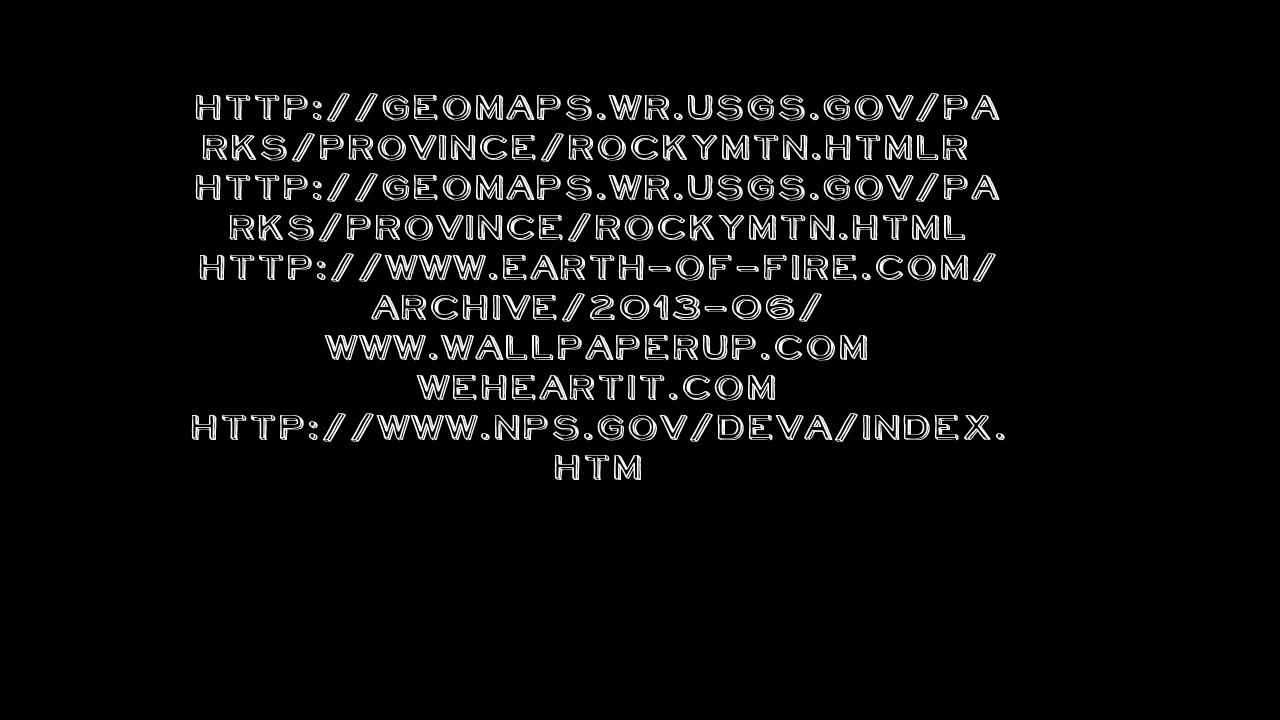 HTTP://GEOMAPS.WR.USGS.GOV/PA
RKS/PROVINCE/ROCKYMTN.HTMLR
HTTP://GEOMAPS.WR.USGS.GOV/PA
RKS/PROVINCE/ROCKYMTN.HTML
HTTP://WWW.EARTH-OF-FIRE.COM/
ARCHIVE/2013-06/
WWW.WALLPAPERUP.COM
WEHEARTIT.COM
HTTP://WWW.NPS.GOV/DEVA/INDEX.
HTM